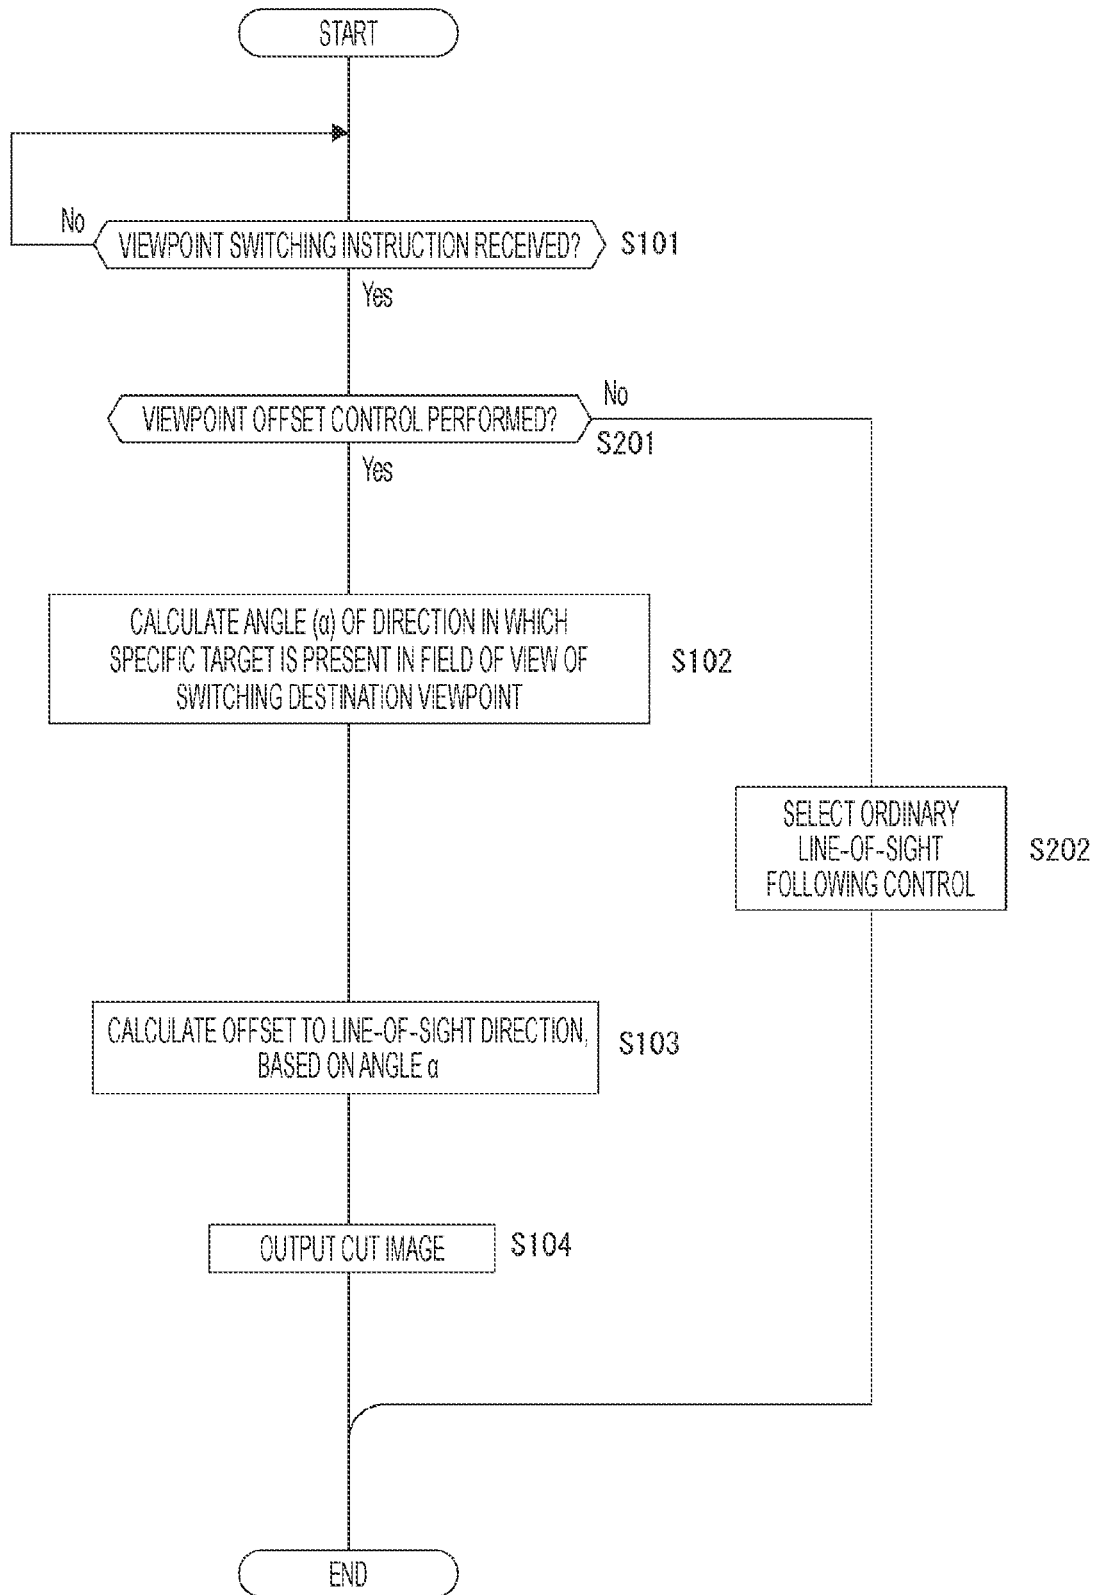 START
No
VIEWPOINT SWITCHING INSTRUCTION RECEIVED?
S101
Yes
No
VIEWPOINT OFFSET CONTROL PERFORMED?
S201
Yes
CALCULATE ANGLE (α) OF DIRECTION IN WHICH
SPECIFIC TARGET IS PRESENT IN FIELD OF VIEW OF
SWITCHING DESTINATION VIEWPOINT
S102
SELECT ORDINARY
LINE-OF-SIGHT
FOLLOWING CONTROL
S202
CALCULATE OFFSET TO LINE-OF-SIGHT DIRECTION,
BASED ON ANGLE α
S103
OUTPUT CUT IMAGE
S104
END